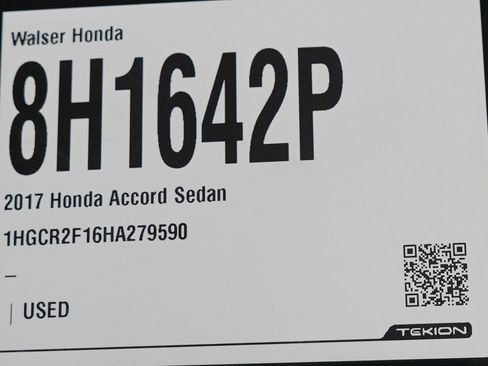 Walser Honda
8H1642P
2017 Honda Accord Sedan
1HGCR2F16HA279590
–
| USED
TEKION